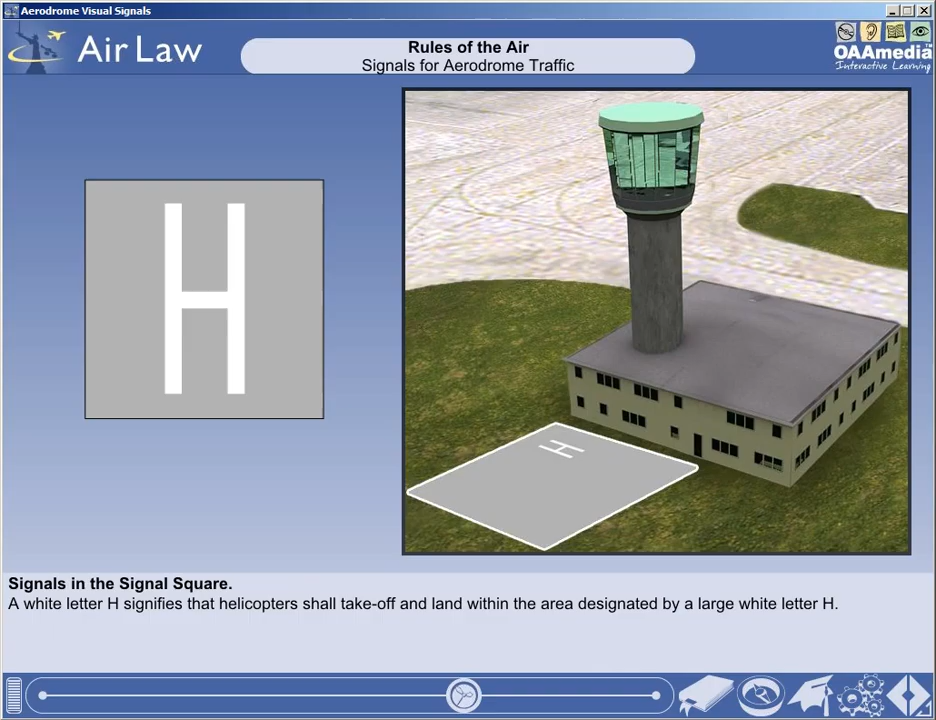 Aerodrome Visual Signals
Air Law
Rules of the Air
Signals for Aerodrome Traffic
OAAmedia
Interactive Learning
H
H
Signals in the Signal Square.
A white letter H signifies that helicopters shall take-off and land within the area designated by a large white letter H.